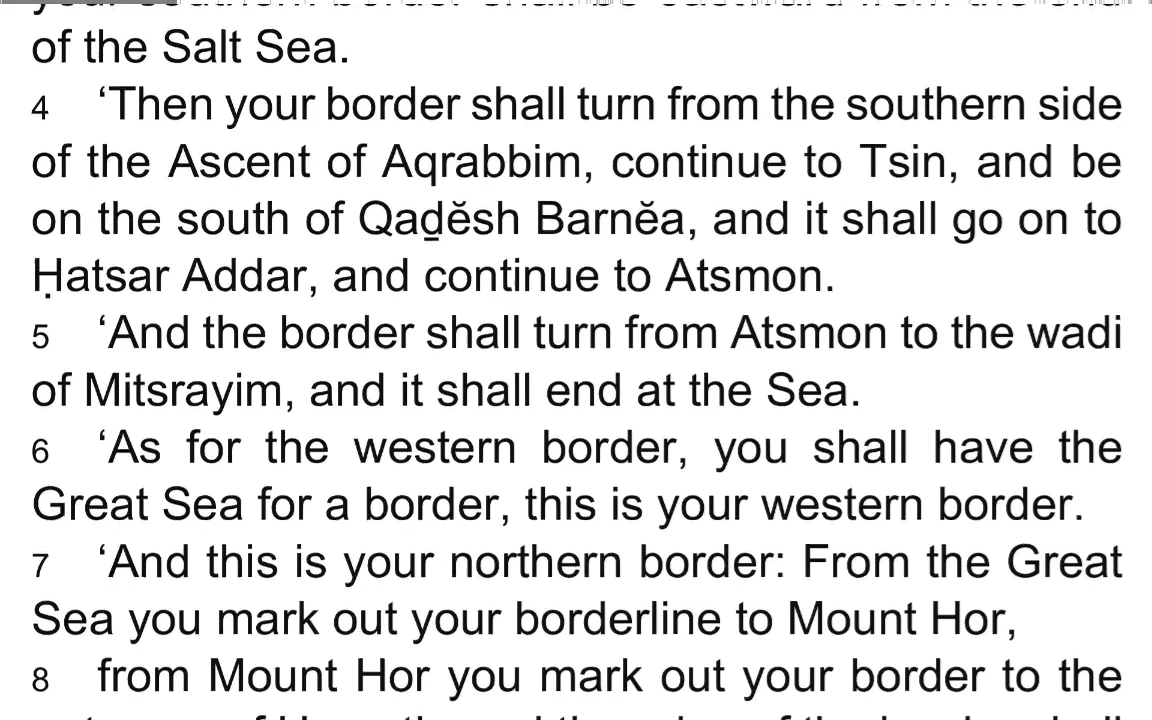 of the Salt Sea.
4 ‘Then your border shall turn from the southern side
of the Ascent of Aqrabbim, continue to Tsin, and be
on the south of Qaḏĕsh Barnĕa, and it shall go on to
Ḥatsar Addar, and continue to Atsmon.
5 ‘And the border shall turn from Atsmon to the wadi
of Mitsrayim, and it shall end at the Sea.
6 ‘As for the western border, you shall have the
Great Sea for a border, this is your western border.
7 ‘And this is your northern border: From the Great
Sea you mark out your borderline to Mount Hor,
8 from Mount Hor you mark out your border to the